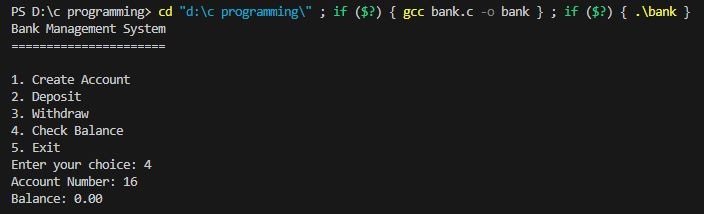 PS D:\c programming> cd "d:\c programming\" ; if ($?) { gcc bank.c -o bank } ; if ($?) { .\bank }
Bank Management System
======================
1. Create Account
2. Deposit
3. Withdraw
4. Check Balance
5. Exit
Enter your choice: 4
Account Number: 16
Balance: 0.00